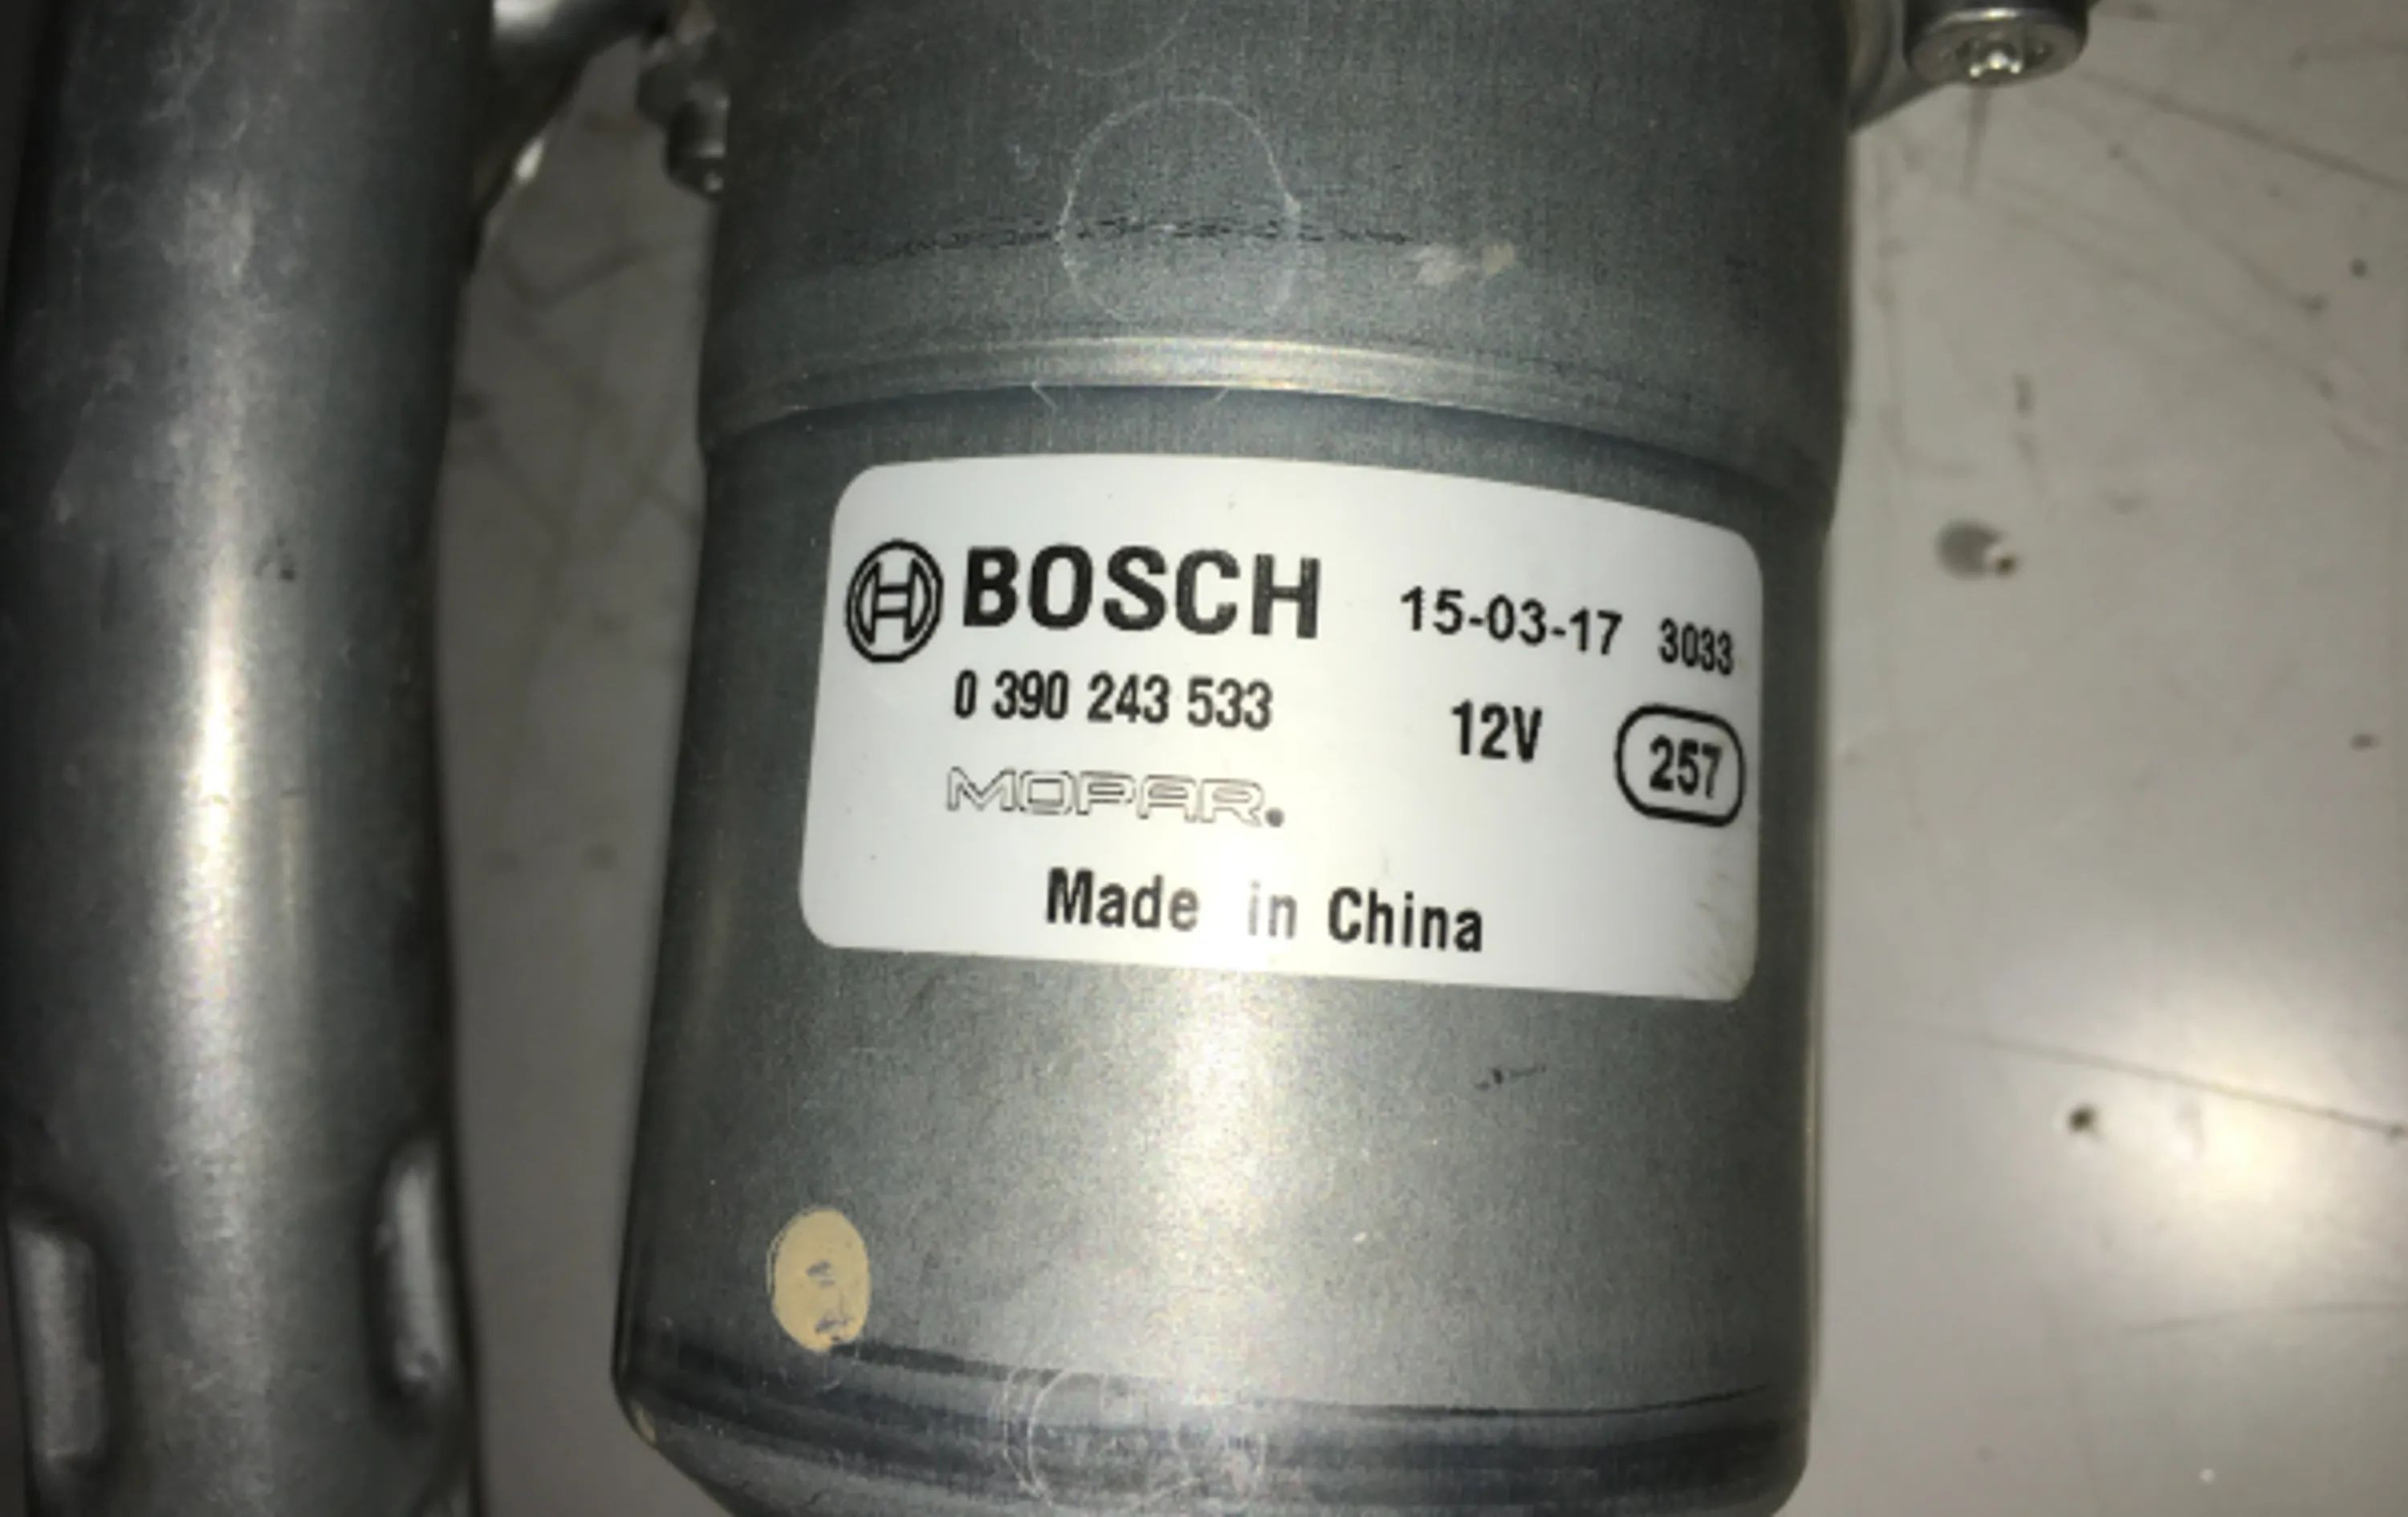 BOSCH 15-03-17 3033
0 390 243 533 12V 257
MOPAR.
Made in China